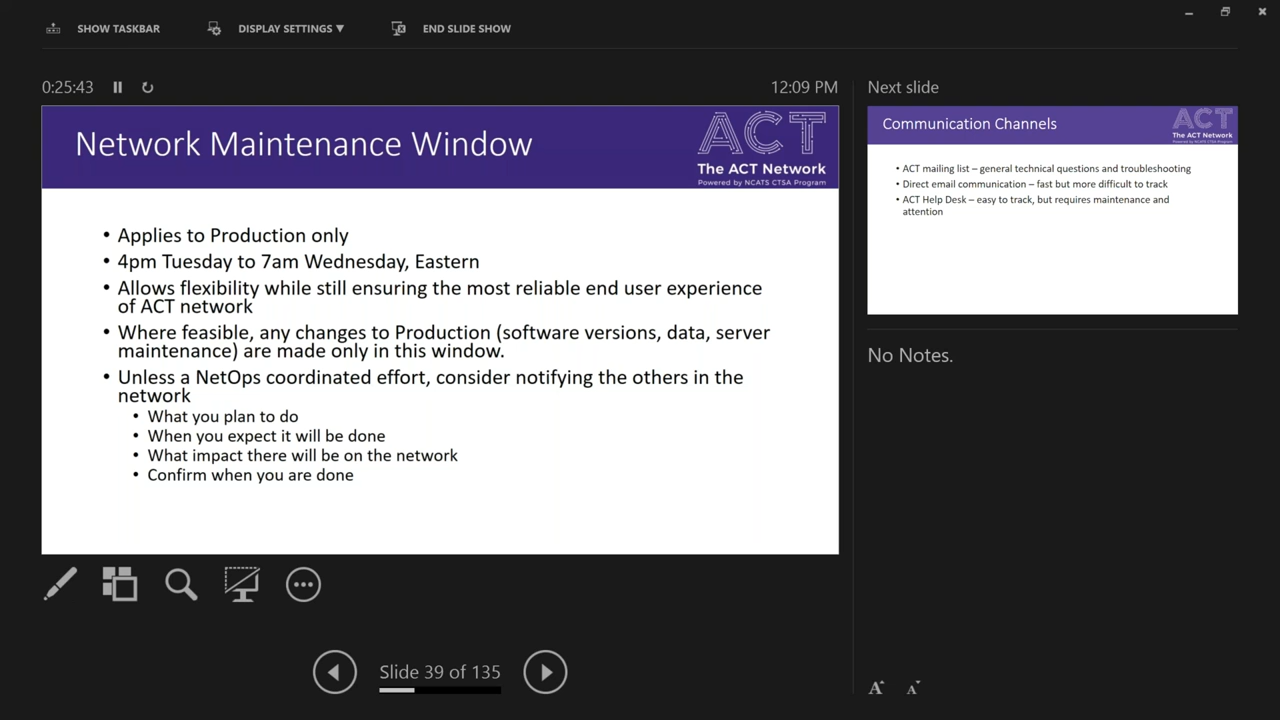 SHOW TASKBAR
DISPLAY SETTINGS ▼
END SLIDE SHOW
0:25:43
12:09 PM
Network Maintenance Window
ACT
The ACT Network
Powered by NCATS CTSA Program
• Applies to Production only
• 4pm Tuesday to 7am Wednesday, Eastern
• Allows flexibility while still ensuring the most reliable end user experience
of ACT network
• Where feasible, any changes to Production (software versions, data, server
maintenance) are made only in this window.
• Unless a NetOps coordinated effort, consider notifying the others in the
network
• What you plan to do
• When you expect it will be done
• What impact there will be on the network
• Confirm when you are done
Slide 39 of 135
Next slide
Communication Channels
ACT
The ACT Network
Powered by NCATS CTSA Program
• ACT mailing list – general technical questions and troubleshooting
• Direct email communication – fast but more difficult to track
• ACT Help Desk – easy to track, but requires maintenance and
attention
No Notes.
A A